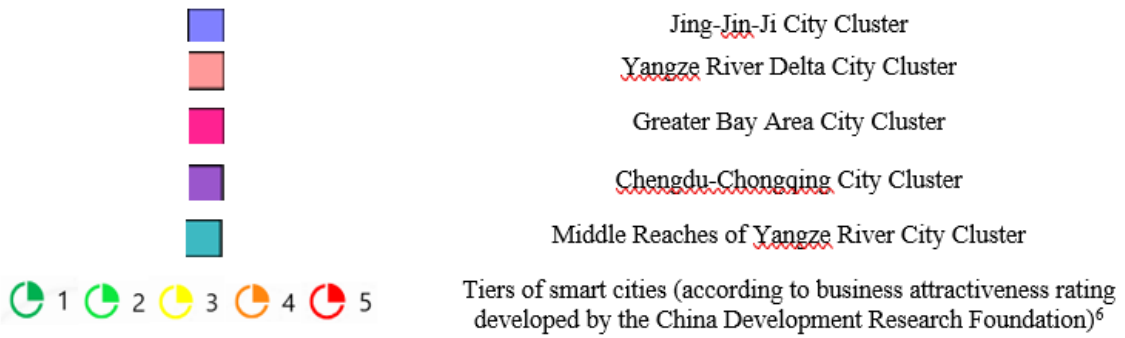 Jing-Jin-Ji City Cluster
Yangze River Delta City Cluster
Greater Bay Area City Cluster
Chengdu-Chongqing City Cluster
Middle Reaches of Yangze River City Cluster
1 2 3 4 5
Tiers of smart cities (according to business attractiveness rating
developed by the China Development Research Foundation)⁶